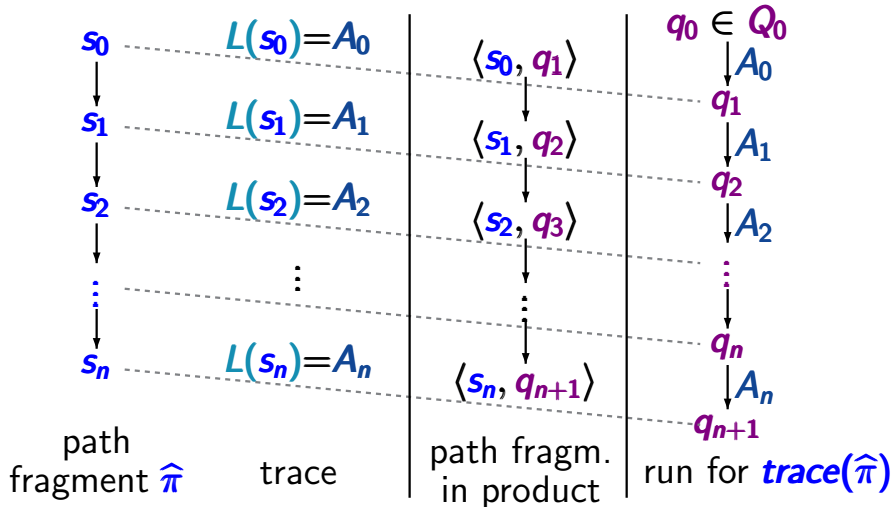 q₀ ∈ Q₀
s₀ L(s₀)=A₀ ⟨s₀, q₁⟩ A₀
q₁
s₁ L(s₁)=A₁ ⟨s₁, q₂⟩ A₁
q₂
s₂ L(s₂)=A₂ ⟨s₂, q₃⟩ A₂
⋮ ⋮ ⋮ ⋮
qₙ
sₙ L(sₙ)=Aₙ ⟨sₙ, qₙ₊₁⟩ Aₙ
qₙ₊₁
path
fragment π̂
trace
path fragm.
in product
run for trace(π̂)